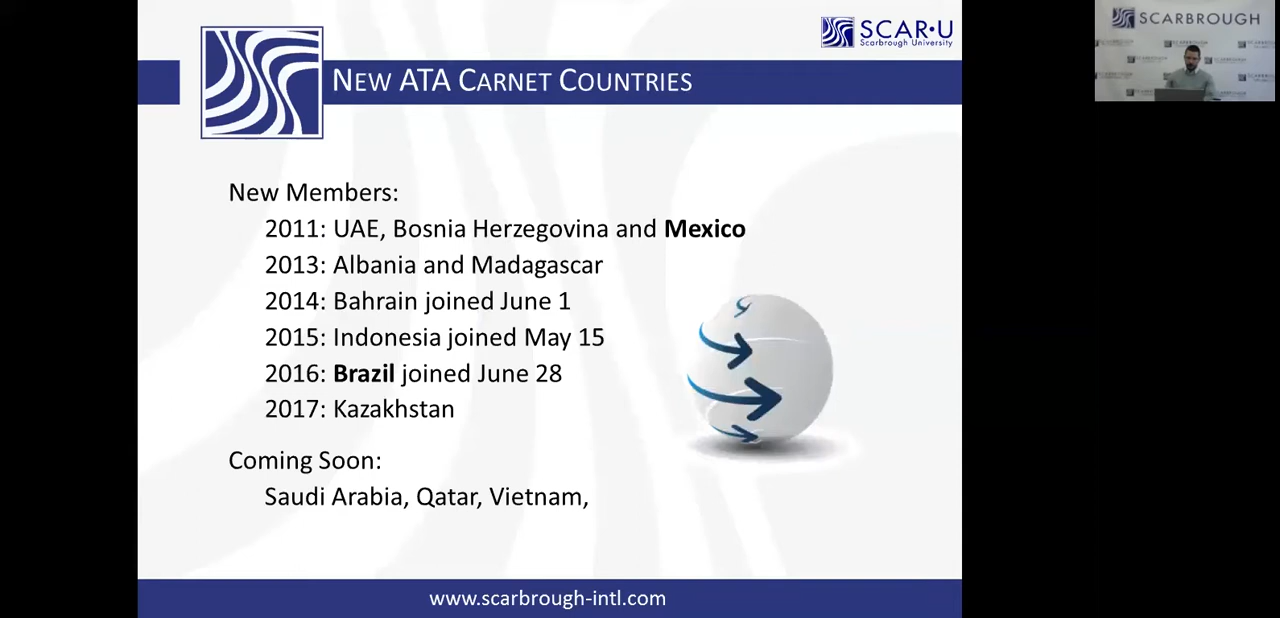 SCAR·U
Scarbrough University
NEW ATA CARNET COUNTRIES
New Members:
2011: UAE, Bosnia Herzegovina and Mexico
2013: Albania and Madagascar
2014: Bahrain joined June 1
2015: Indonesia joined May 15
2016: Brazil joined June 28
2017: Kazakhstan
Coming Soon:
Saudi Arabia, Qatar, Vietnam,
www.scarbrough-intl.com
SCARBROUGH